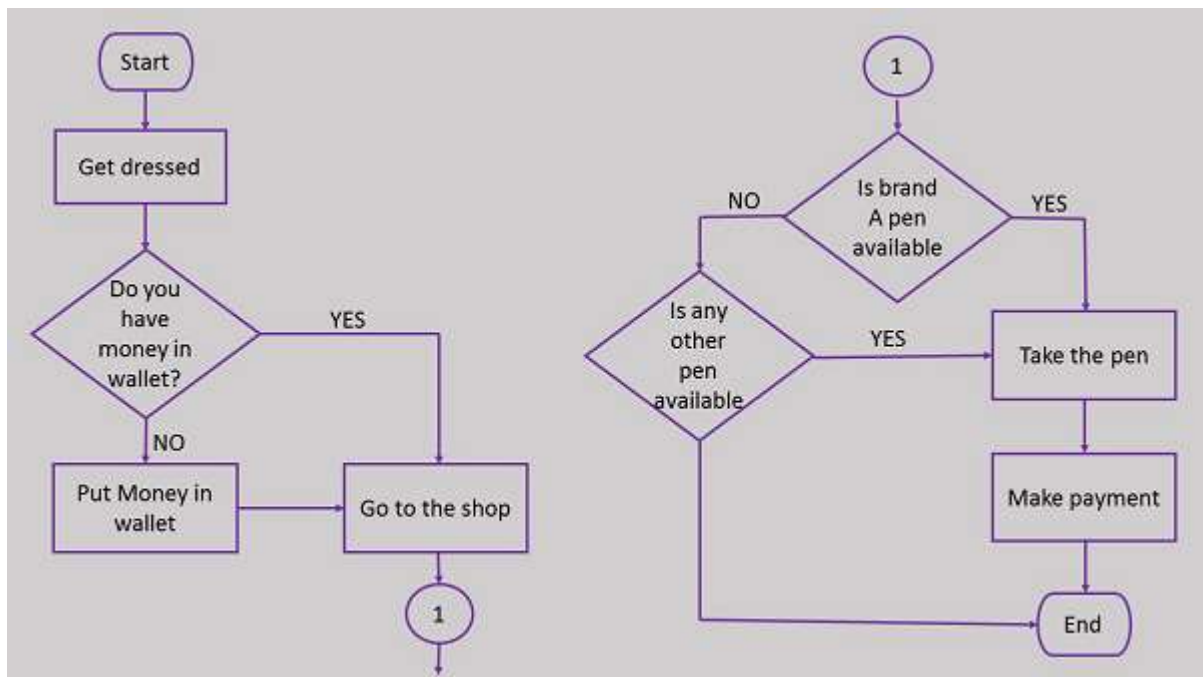 Start
Get dressed
Do you
have
money in
wallet?
YES
NO
Put Money in
wallet
Go to the shop
1
1
Is brand
A pen
available
NO
YES
Is any
other
pen
available
YES
Take the pen
Make payment
End